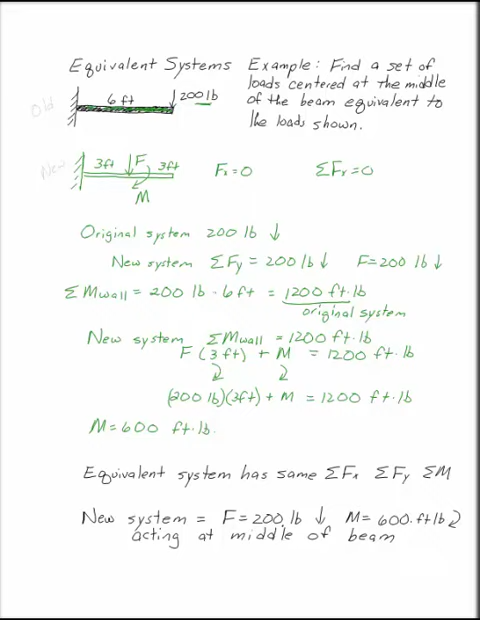 Equivalent Systems
Example: Find a set of
loads centered at the middle
of the beam equivalent to
the loads shown.
Old
6 ft
200 lb
New
3ft F 3ft
M
Fx=0 ΣFx=0
Original system 200 lb ↓
New system ΣFy = 200 lb ↓ F=200 lb ↓
ΣMwall = 200 lb · 6 ft = 1200 ft·lb
original system
New system ΣMwall = 1200 ft·lb
F (3 ft) + M = 1200 ft·lb
(200 lb)(3ft) + M = 1200 ft·lb
M=600 ft·lb.
Equivalent system has same ΣFx ΣFy ΣM
New system = F=200 lb ↓ M= 600.ftlb ↻
acting at middle of beam